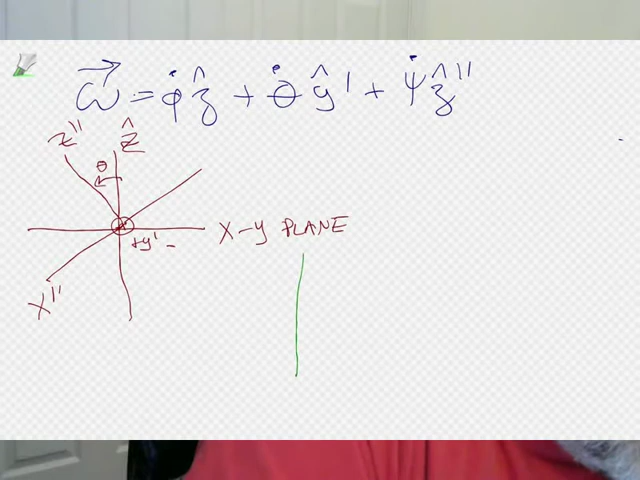 ω⃗ = φ̇ẑ + θ̇ŷ' + ψ̇ẑ''
z'' ẑ
θ
X-y PLANE
+y'
x''